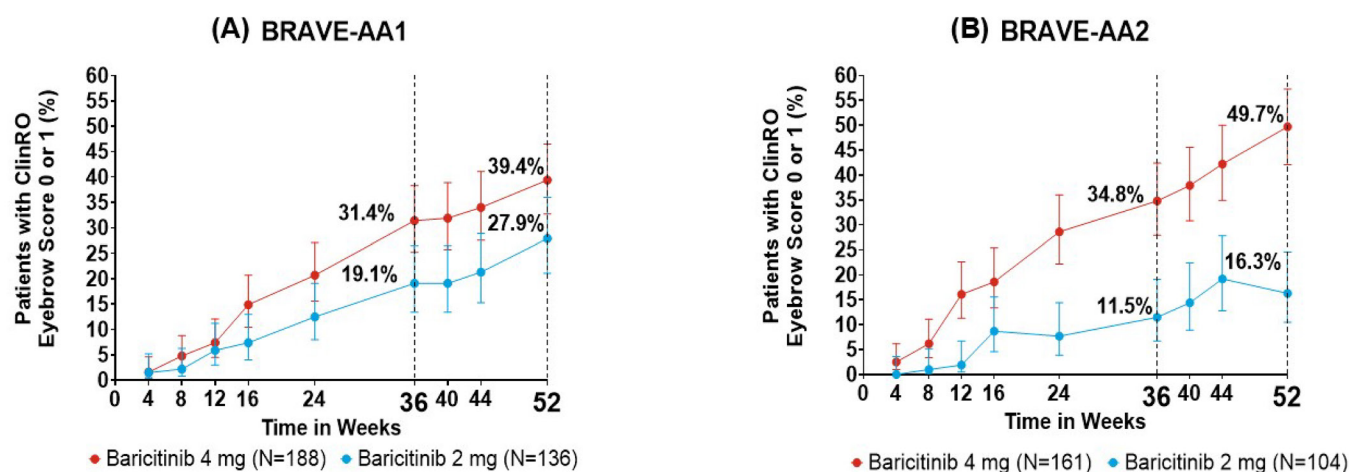 (A) BRAVE-AA1
Patients with ClinRO
Eyebrow Score 0 or 1 (%)
60
55
50
45
40
35
30
25
20
15
10
5
0
31.4%
39.4%
19.1%
27.9%
0 4 8 12 16 24 36 40 44 52
Time in Weeks
Baricitinib 4 mg (N=188) Baricitinib 2 mg (N=136)
(B) BRAVE-AA2
Patients with ClinRO
Eyebrow Score 0 or 1 (%)
60
55
50
45
40
35
30
25
20
15
10
5
0
34.8%
49.7%
11.5%
16.3%
0 4 8 12 16 24 36 40 44 52
Time in Weeks
Baricitinib 4 mg (N=161) Baricitinib 2 mg (N=104)